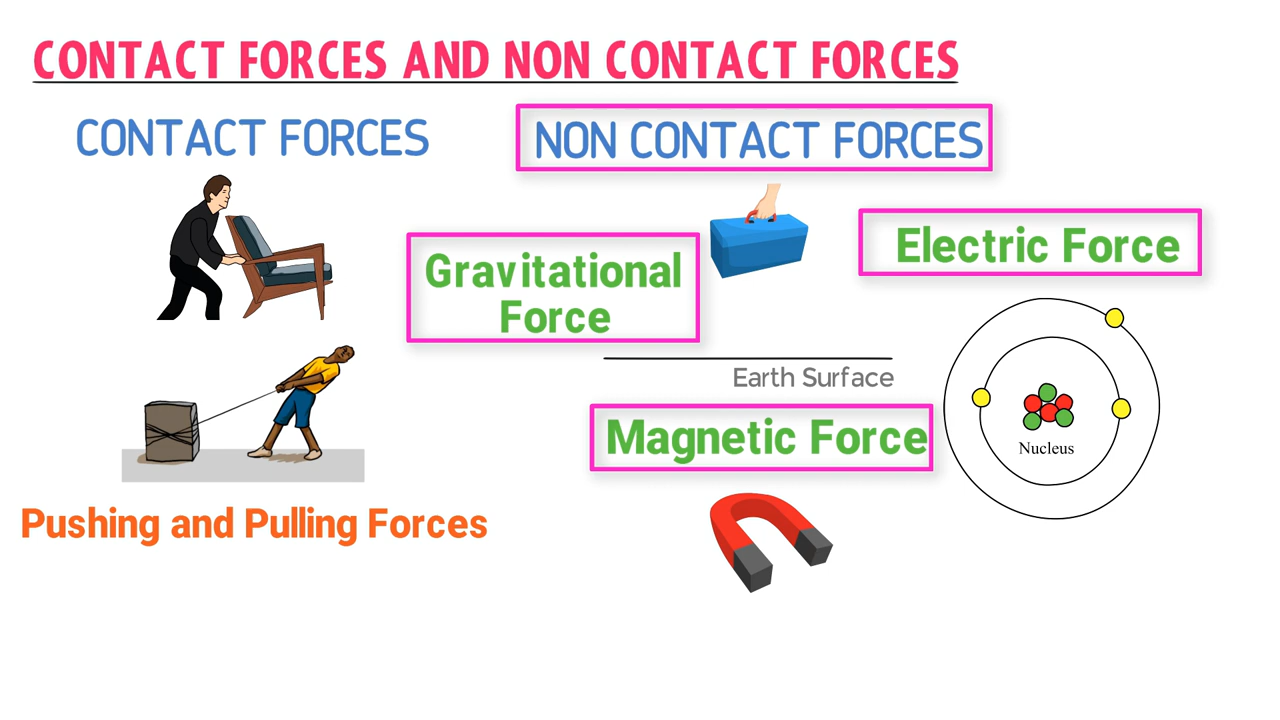 CONTACT FORCES AND NON CONTACT FORCES
CONTACT FORCES
NON CONTACT FORCES
Gravitational
Force
Electric Force
Earth Surface
Magnetic Force
Nucleus
Pushing and Pulling Forces